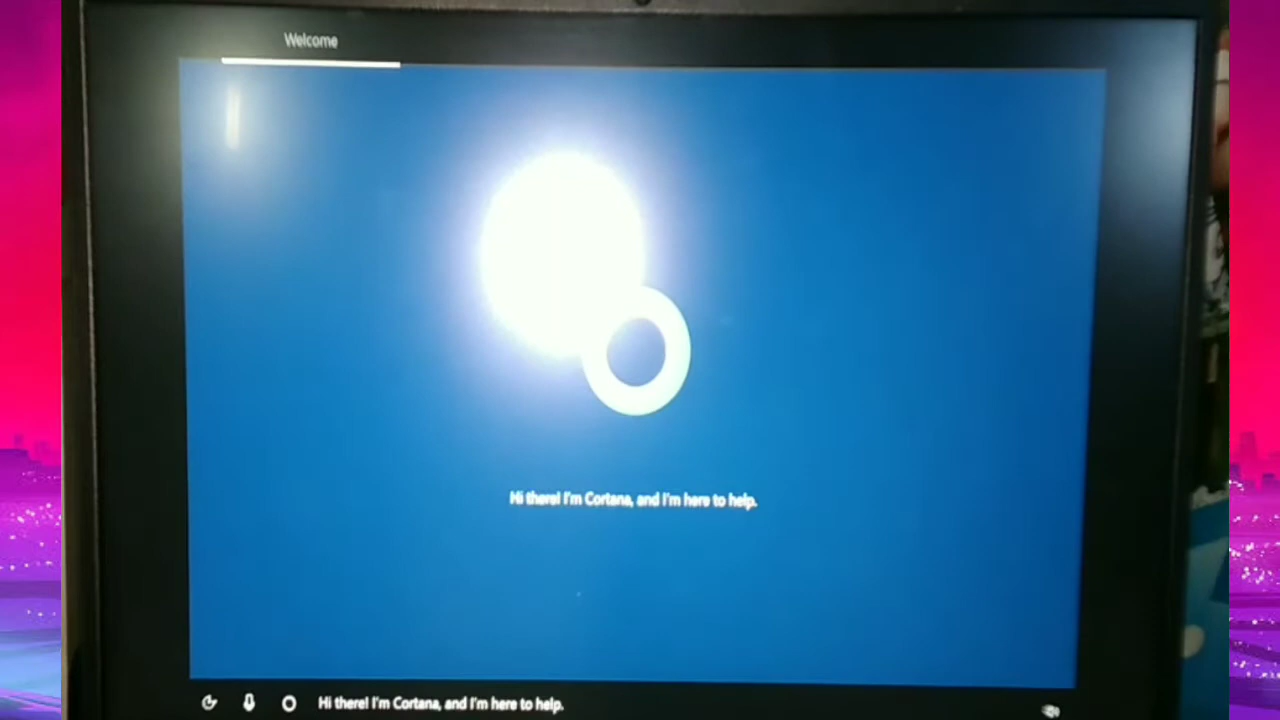 Welcome
Hi there! I'm Cortana, and I'm here to help.
Hi there! I'm Cortana, and I'm here to help.